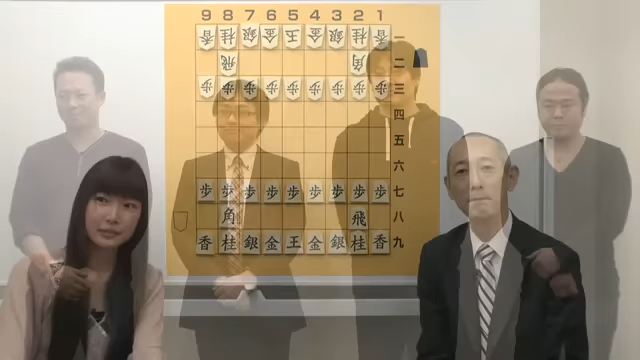 9 8 7 6 5 4 3 2 1
香 桂 銀 金 王 金 銀 桂 香 一
飛 角 二
歩 歩 歩 歩 歩 歩 歩 歩 歩 三
四
五
六
歩 歩 歩 歩 歩 歩 歩 歩 歩 七
角 飛 八
香 桂 銀 金 王 金 銀 桂 香 九